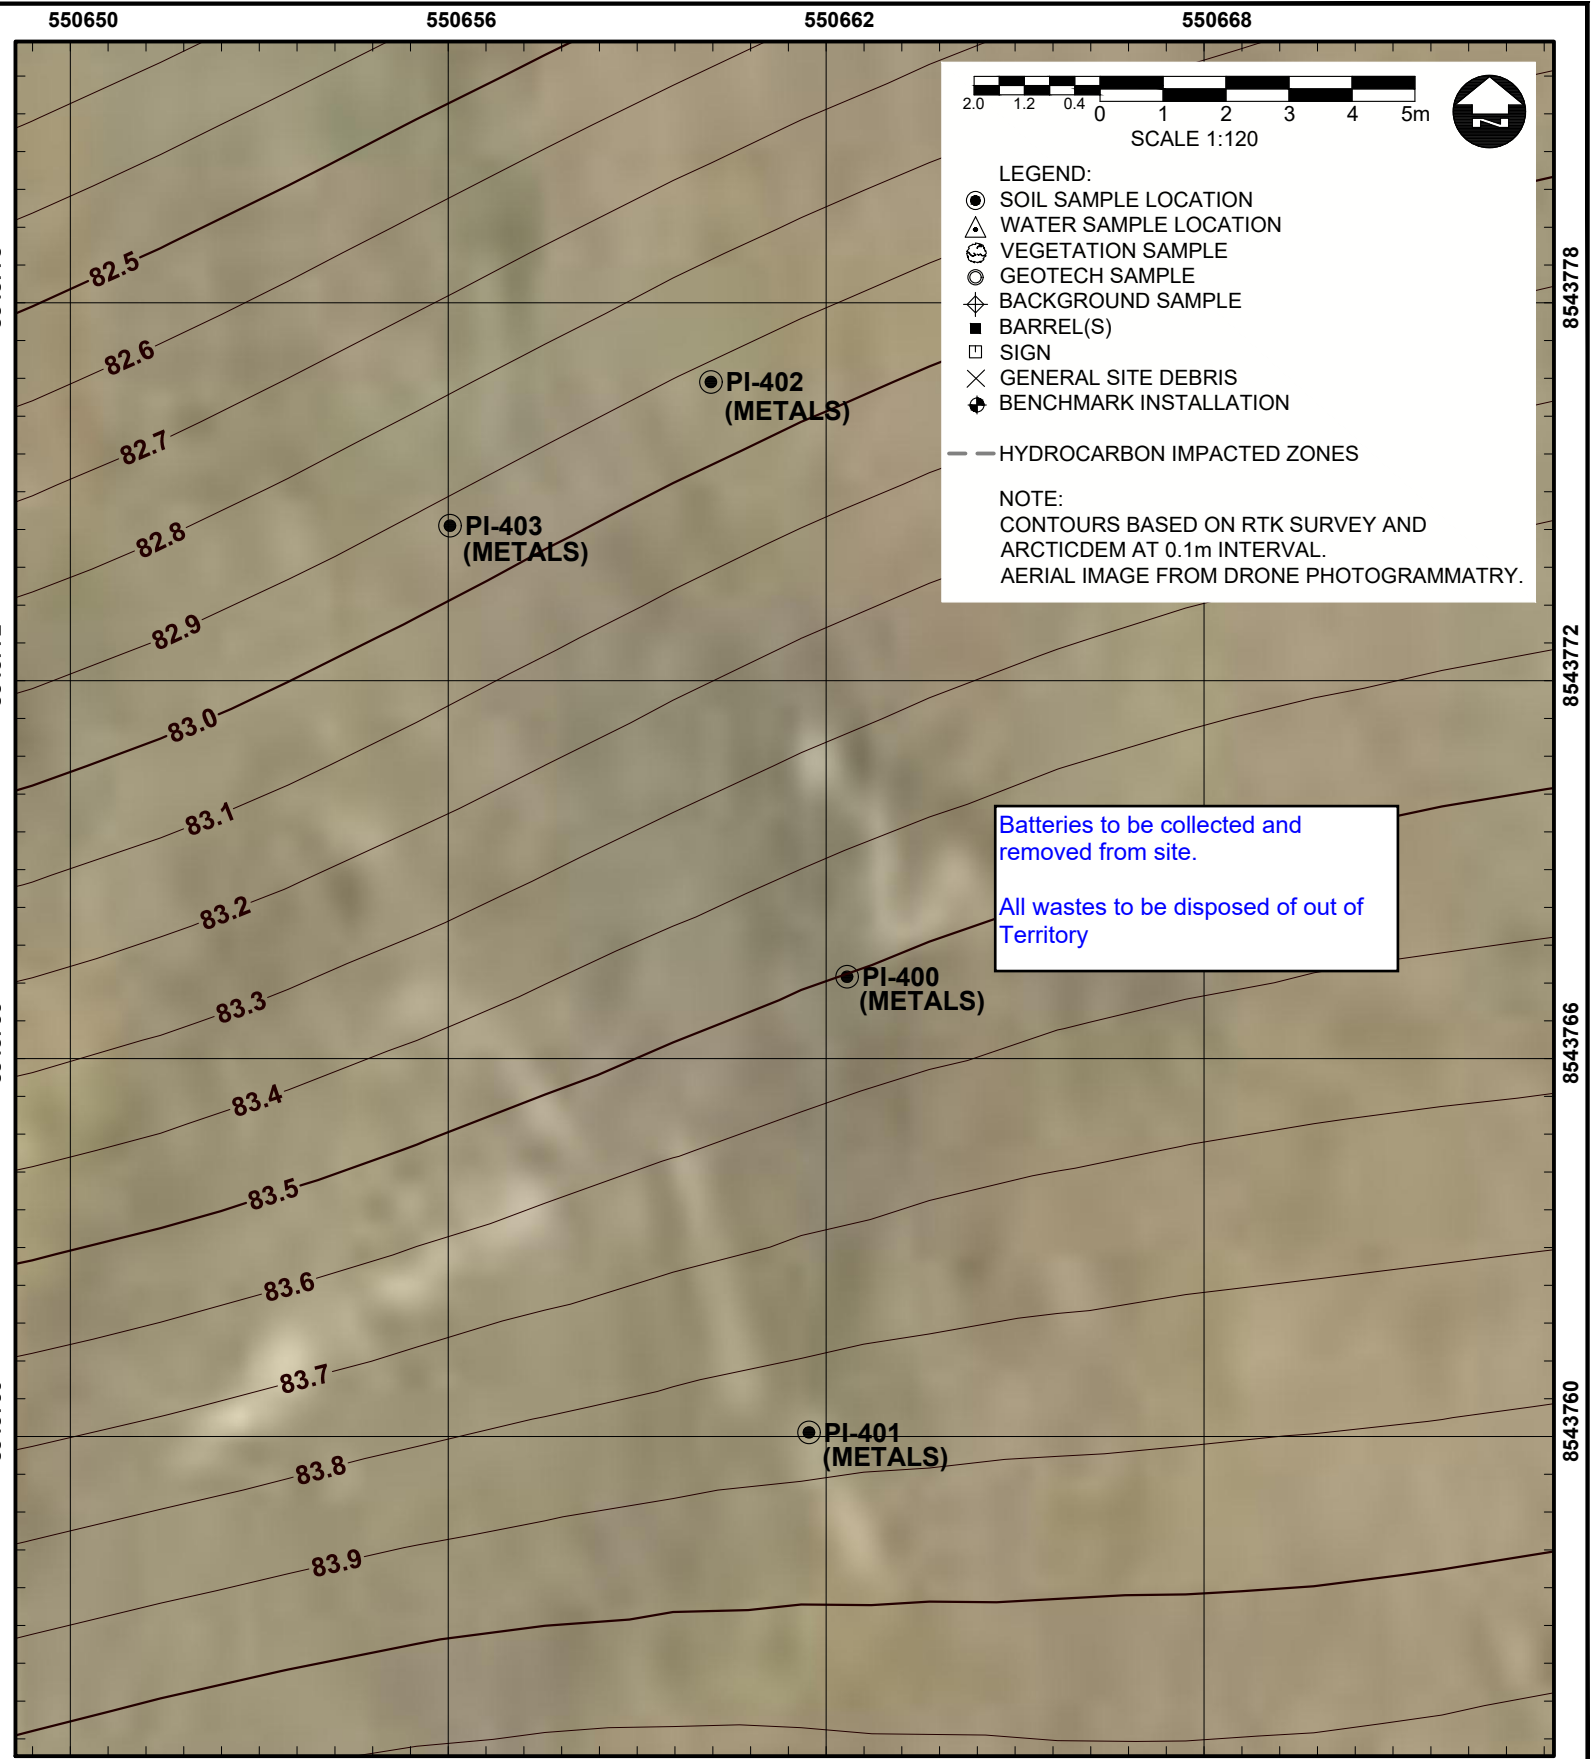 550650 550656 550662 550668
2.0 1.2 0.4 0 1 2 3 4 5m
SCALE 1:120
LEGEND:
SOIL SAMPLE LOCATION
WATER SAMPLE LOCATION
VEGETATION SAMPLE
GEOTECH SAMPLE
BACKGROUND SAMPLE
BARREL(S)
SIGN
GENERAL SITE DEBRIS
BENCHMARK INSTALLATION
HYDROCARBON IMPACTED ZONES
NOTE:
CONTOURS BASED ON RTK SURVEY AND
ARCTICDEM AT 0.1m INTERVAL.
AERIAL IMAGE FROM DRONE PHOTOGRAMMATRY.
N
82.5
82.6
82.7
82.8
82.9
83.0
83.1
83.2
83.3
83.4
83.5
83.6
83.7
83.8
83.9
PI-402
(METALS)
PI-403
(METALS)
Batteries to be collected and
removed from site.
All wastes to be disposed of out of
Territory
PI-400
(METALS)
PI-401
(METALS)
8543778
8543772
8543766
8543760